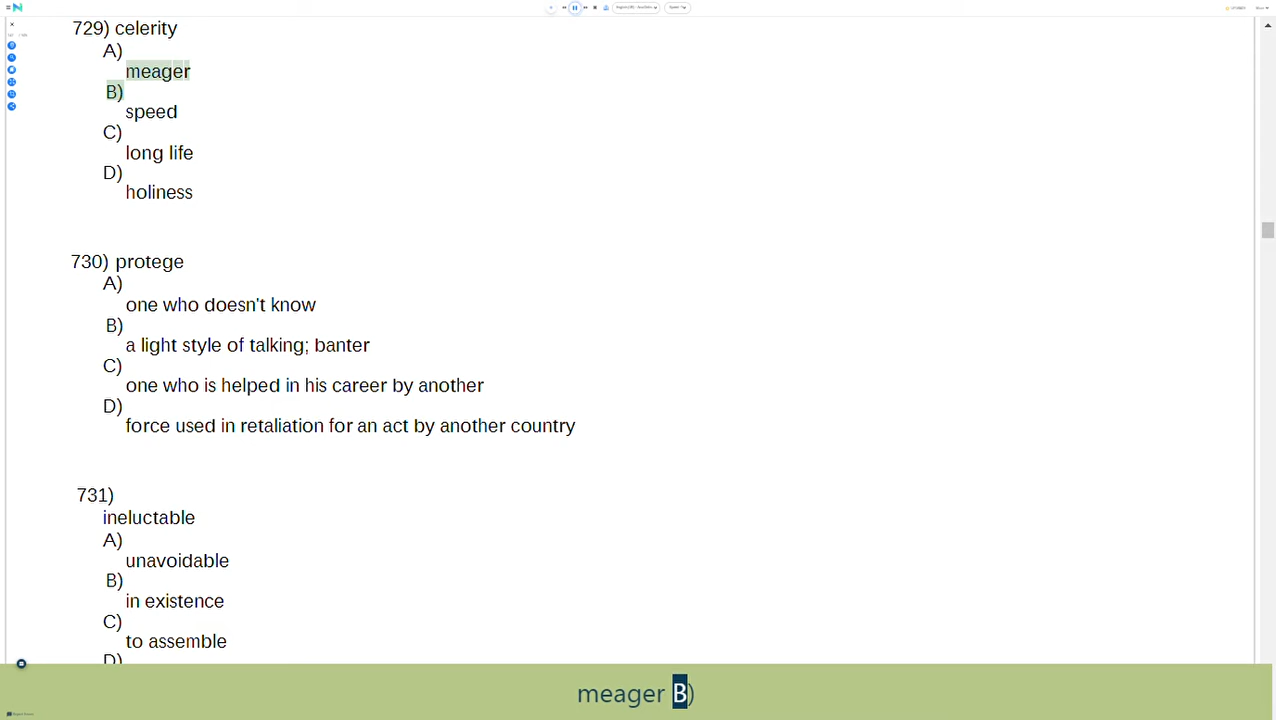 729) celerity
A)
meager
B)
speed
C)
long life
D)
holiness
730) protege
A)
one who doesn't know
B)
a light style of talking; banter
C)
one who is helped in his career by another
D)
force used in retaliation for an act by another country
731)
ineluctable
A)
unavoidable
B)
in existence
C)
to assemble
D)
meager B)